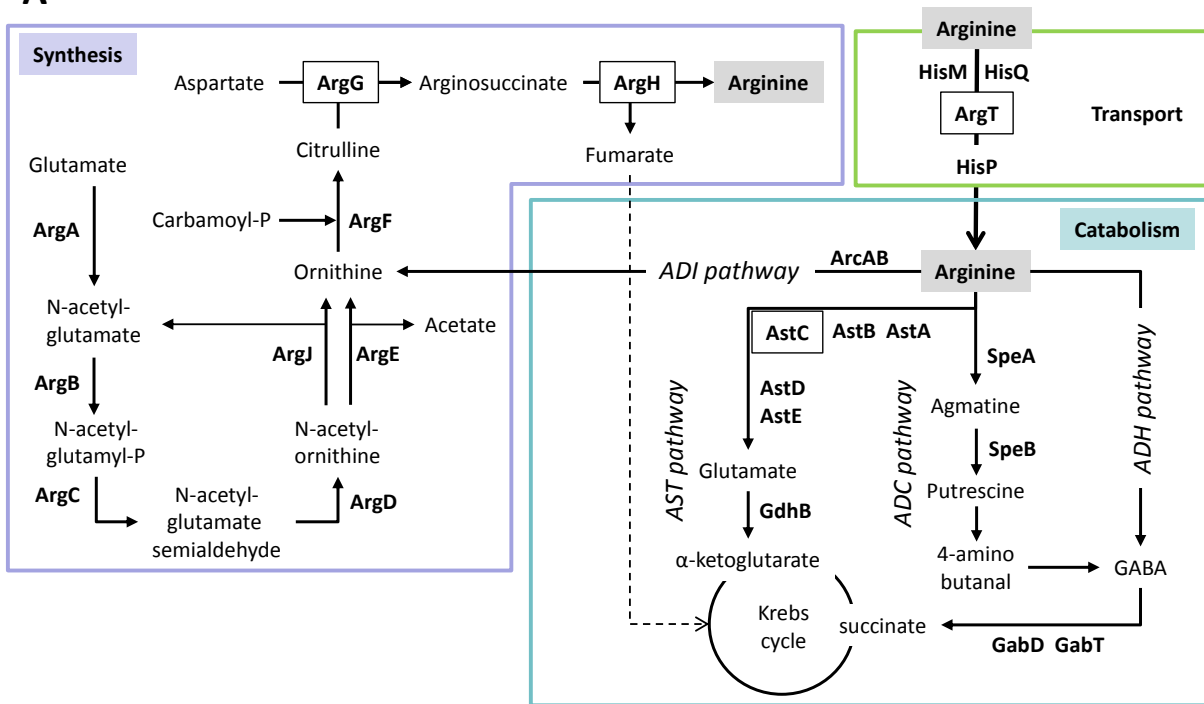 A
Synthesis
Aspartate
ArgG
Arginosuccinate
ArgH
Arginine
Citrulline
Fumarate
Glutamate
ArgA
Carbamoyl-P
ArgF
Ornithine
N-acetyl-
glutamate
ArgJ
ArgE
Acetate
ArgB
N-acetyl-
glutamyl-P
N-acetyl-
ornithine
ArgC
N-acetyl-
glutamate
semialdehyde
ArgD
Arginine
HisM HisQ
ArgT
Transport
HisP
Catabolism
ADI pathway
ArcAB
Arginine
AstC
AstB AstA
AstD
AstE
AST pathway
Glutamate
GdhB
α-ketoglutarate
SpeA
Agmatine
ADC pathway
SpeB
Putrescine
4-amino
butanal
ADH pathway
GABA
Krebs
cycle
succinate
GabD GabT